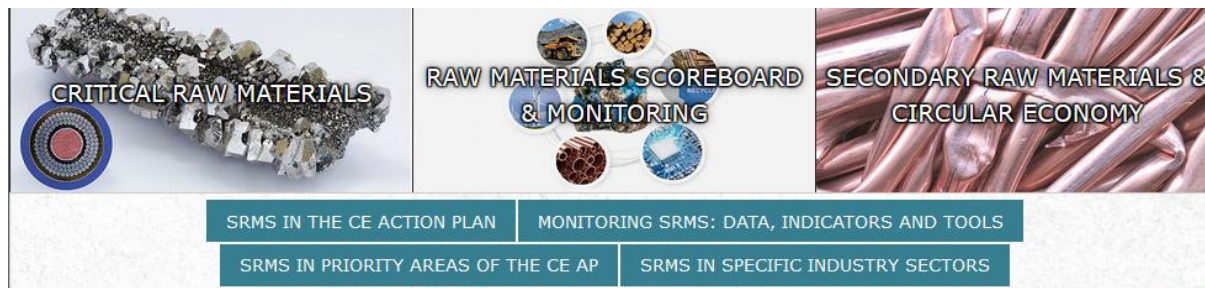 CRITICAL RAW MATERIALS
RAW MATERIALS SCOREBOARD
& MONITORING
RECYCLE
SECONDARY RAW MATERIALS &
CIRCULAR ECONOMY
SRMS IN THE CE ACTION PLAN
MONITORING SRMS: DATA, INDICATORS AND TOOLS
SRMS IN PRIORITY AREAS OF THE CE AP
SRMS IN SPECIFIC INDUSTRY SECTORS